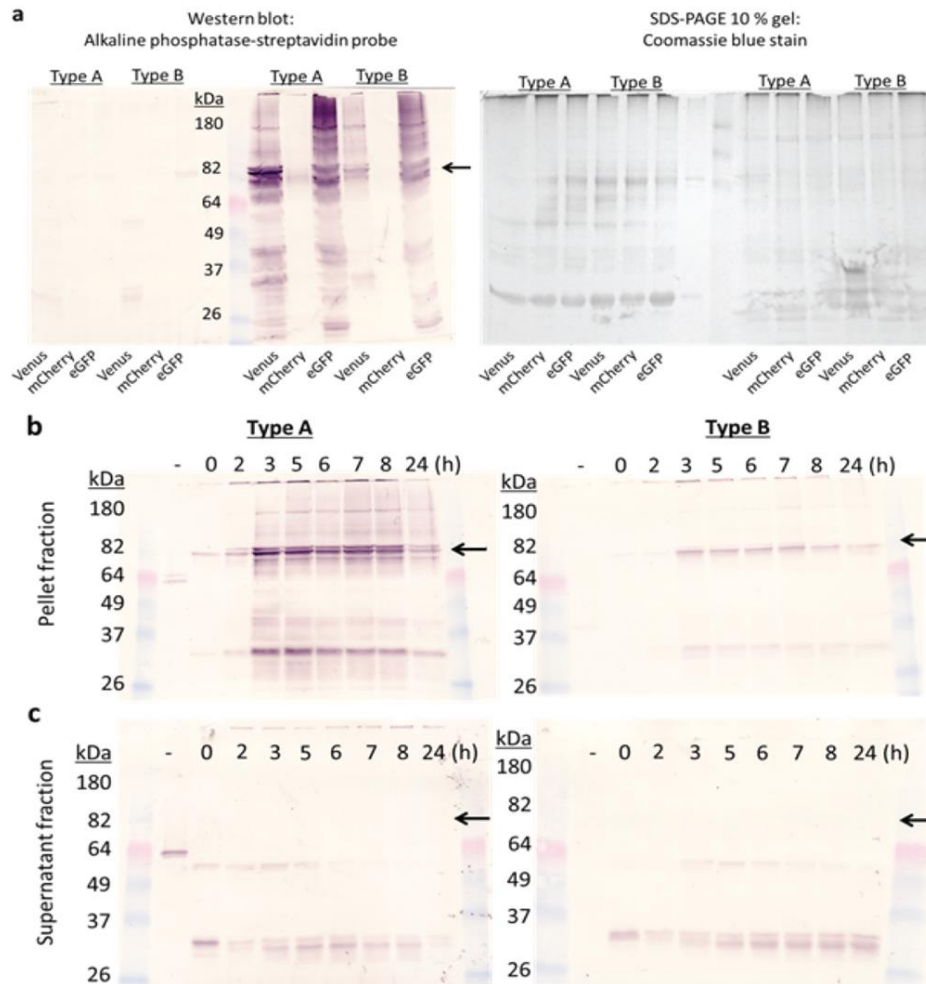 a
Western blot:
Alkaline phosphatase-streptavidin probe
SDS-PAGE 10 % gel:
Coomassie blue stain
Type A Type B Type A Type B Type A Type B Type A Type B
kDa
180
82
64
49
37
26
Venus mCherry eGFP Venus mCherry eGFP Venus mCherry eGFP Venus mCherry eGFP Venus mCherry eGFP Venus mCherry eGFP Venus mCherry eGFP Venus mCherry eGFP
b
Type A Type B
Pellet fraction
kDa - 0 2 3 5 6 7 8 24 (h)
180
82
64
49
37
26
kDa - 0 2 3 5 6 7 8 24 (h)
180
82
64
49
37
26
c
Supernatant fraction
kDa - 0 2 3 5 6 7 8 24 (h)
180
82
64
49
37
26
kDa - 0 2 3 5 6 7 8 24 (h)
180
82
64
49
37
26